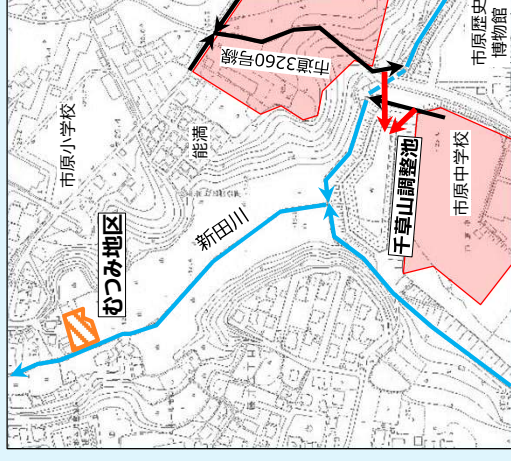 市原歴史
博物館
市道3260号線
市原小学校
能満
むつみ地区
新田川
千草山調整池
市原中学校